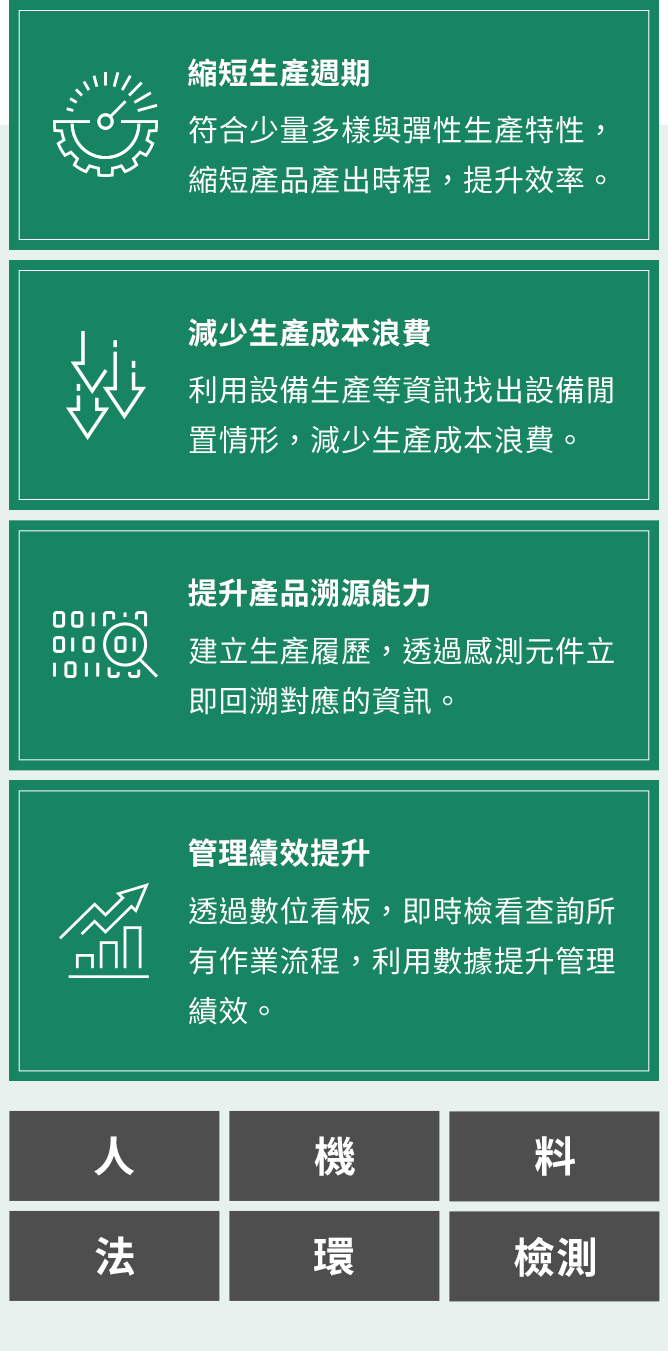 縮短生產週期
符合少量多樣與彈性生產特性，
縮短產品產出時程，提升效率。
減少生產成本浪費
利用設備生產等資訊找出設備閒
置情形，減少生產成本浪費。
提升產品溯源能力
建立生產履歷，透過感測元件立
即回溯對應的資訊。
管理績效提升
透過數位看板，即時檢看查詢所
有作業流程，利用數據提升管理
績效。
人
機
料
法
環
檢測